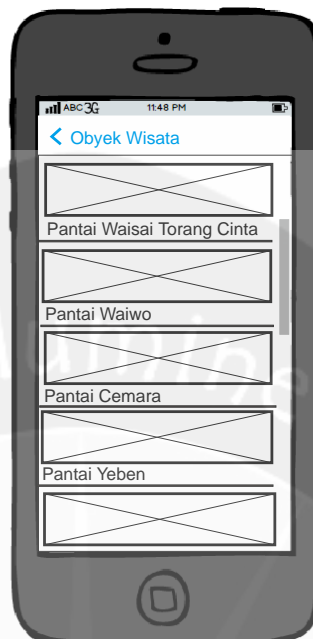 ABC 3G 11:48 PM
Obyek Wisata
Pantai Waisai Torang Cinta
Pantai Waiwo
Pantai Cemara
Pantai Yeben